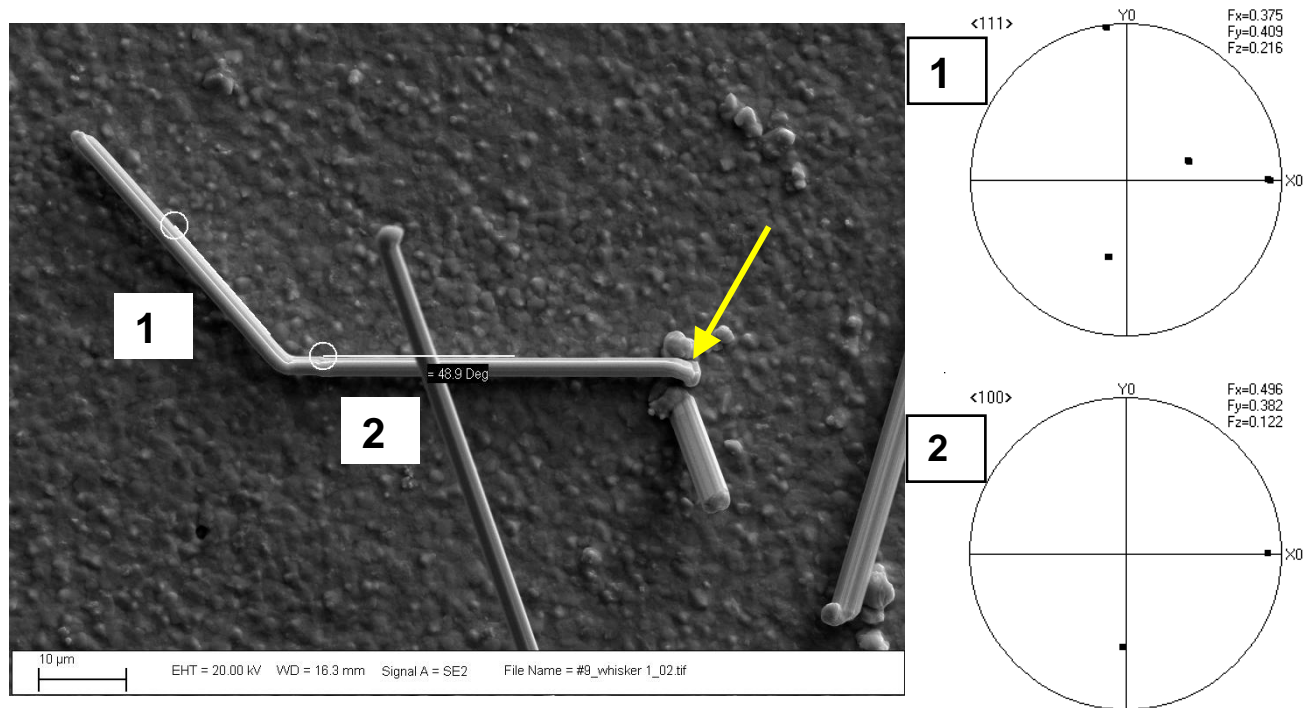 <111>
Y0
Fx=0.375
Fy=0.409
Fz=0.216
1
X0
1
= 48.9 Deg
2
<100>
Y0
Fx=0.496
Fy=0.382
Fz=0.122
2
X0
10 µm
EHT = 20.00 kV WD = 16.3 mm Signal A = SE2 File Name = #9_whisker 1_02.tif